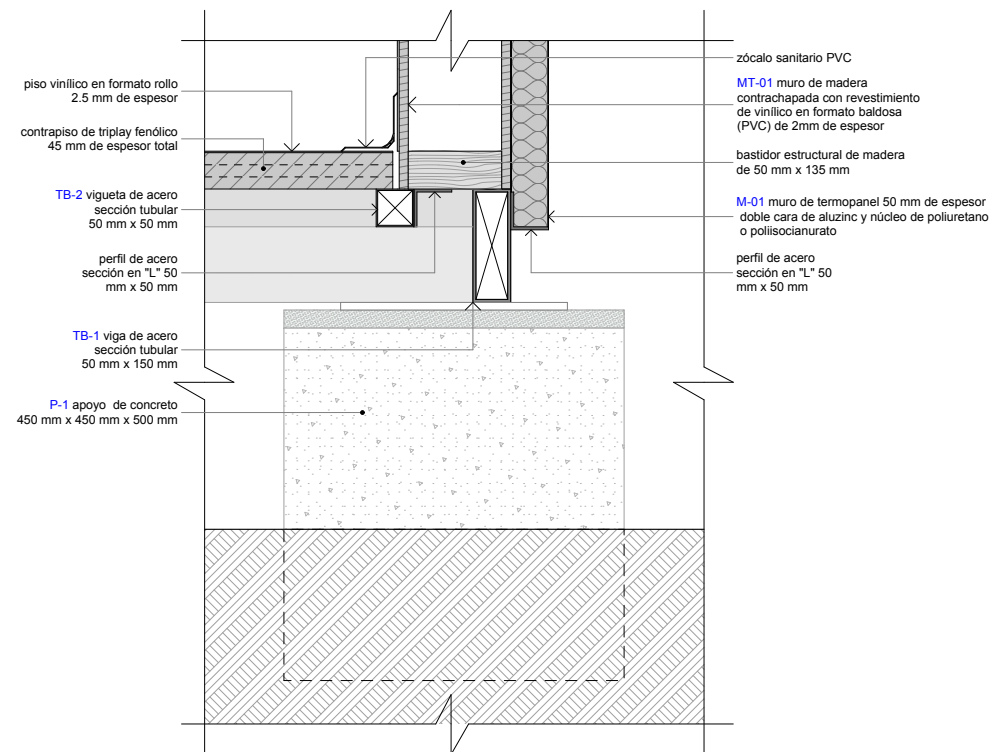 piso vinílico en formato rollo
2.5 mm de espesor
contrapiso de triplay fenólico
45 mm de espesor total
TB-2 vigueta de acero
sección tubular
50 mm x 50 mm
perfil de acero
sección en "L" 50
mm x 50 mm
TB-1 viga de acero
sección tubular
50 mm x 150 mm
P-1 apoyo de concreto
450 mm x 450 mm x 500 mm
zócalo sanitario PVC
MT-01 muro de madera
contrachapada con revestimiento
de vinílico en formato baldosa
(PVC) de 2mm de espesor
bastidor estructural de madera
de 50 mm x 135 mm
M-01 muro de termopanel 50 mm de espesor
doble cara de aluzinc y núcleo de poliuretano
o poliisocianurato
perfil de acero
sección en "L" 50
mm x 50 mm